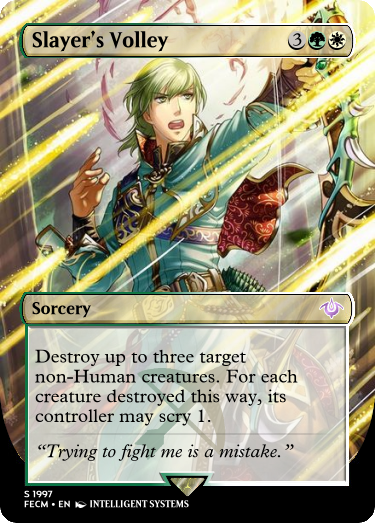 Slayer's Volley 3
Sorcery
Destroy up to three target
non-Human creatures. For each
creature destroyed this way, its
controller may scry 1.
“Trying to fight me is a mistake.”
S 1997
FECM • EN INTELLIGENT SYSTEMS